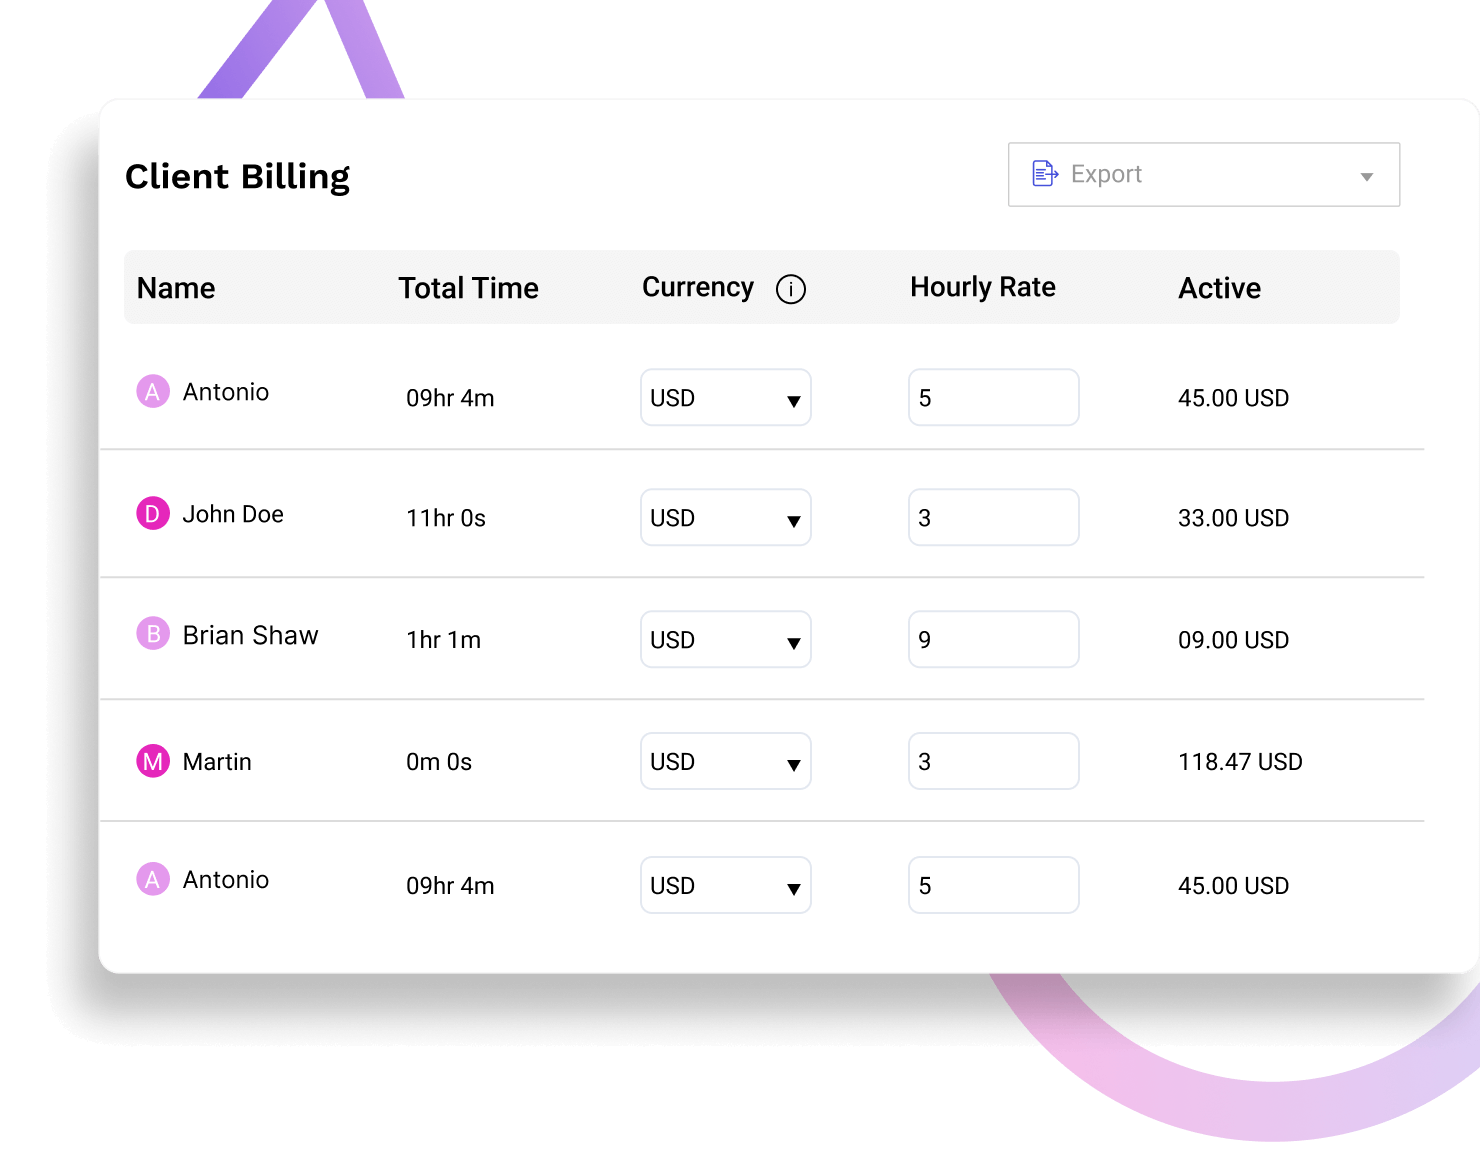 Client Billing
Export
Name Total Time Currency i Hourly Rate Active
A Antonio 09hr 4m USD 5 45.00 USD
D John Doe 11hr 0s USD 3 33.00 USD
B Brian Shaw 1hr 1m USD 9 09.00 USD
M Martin 0m 0s USD 3 118.47 USD
A Antonio 09hr 4m USD 5 45.00 USD